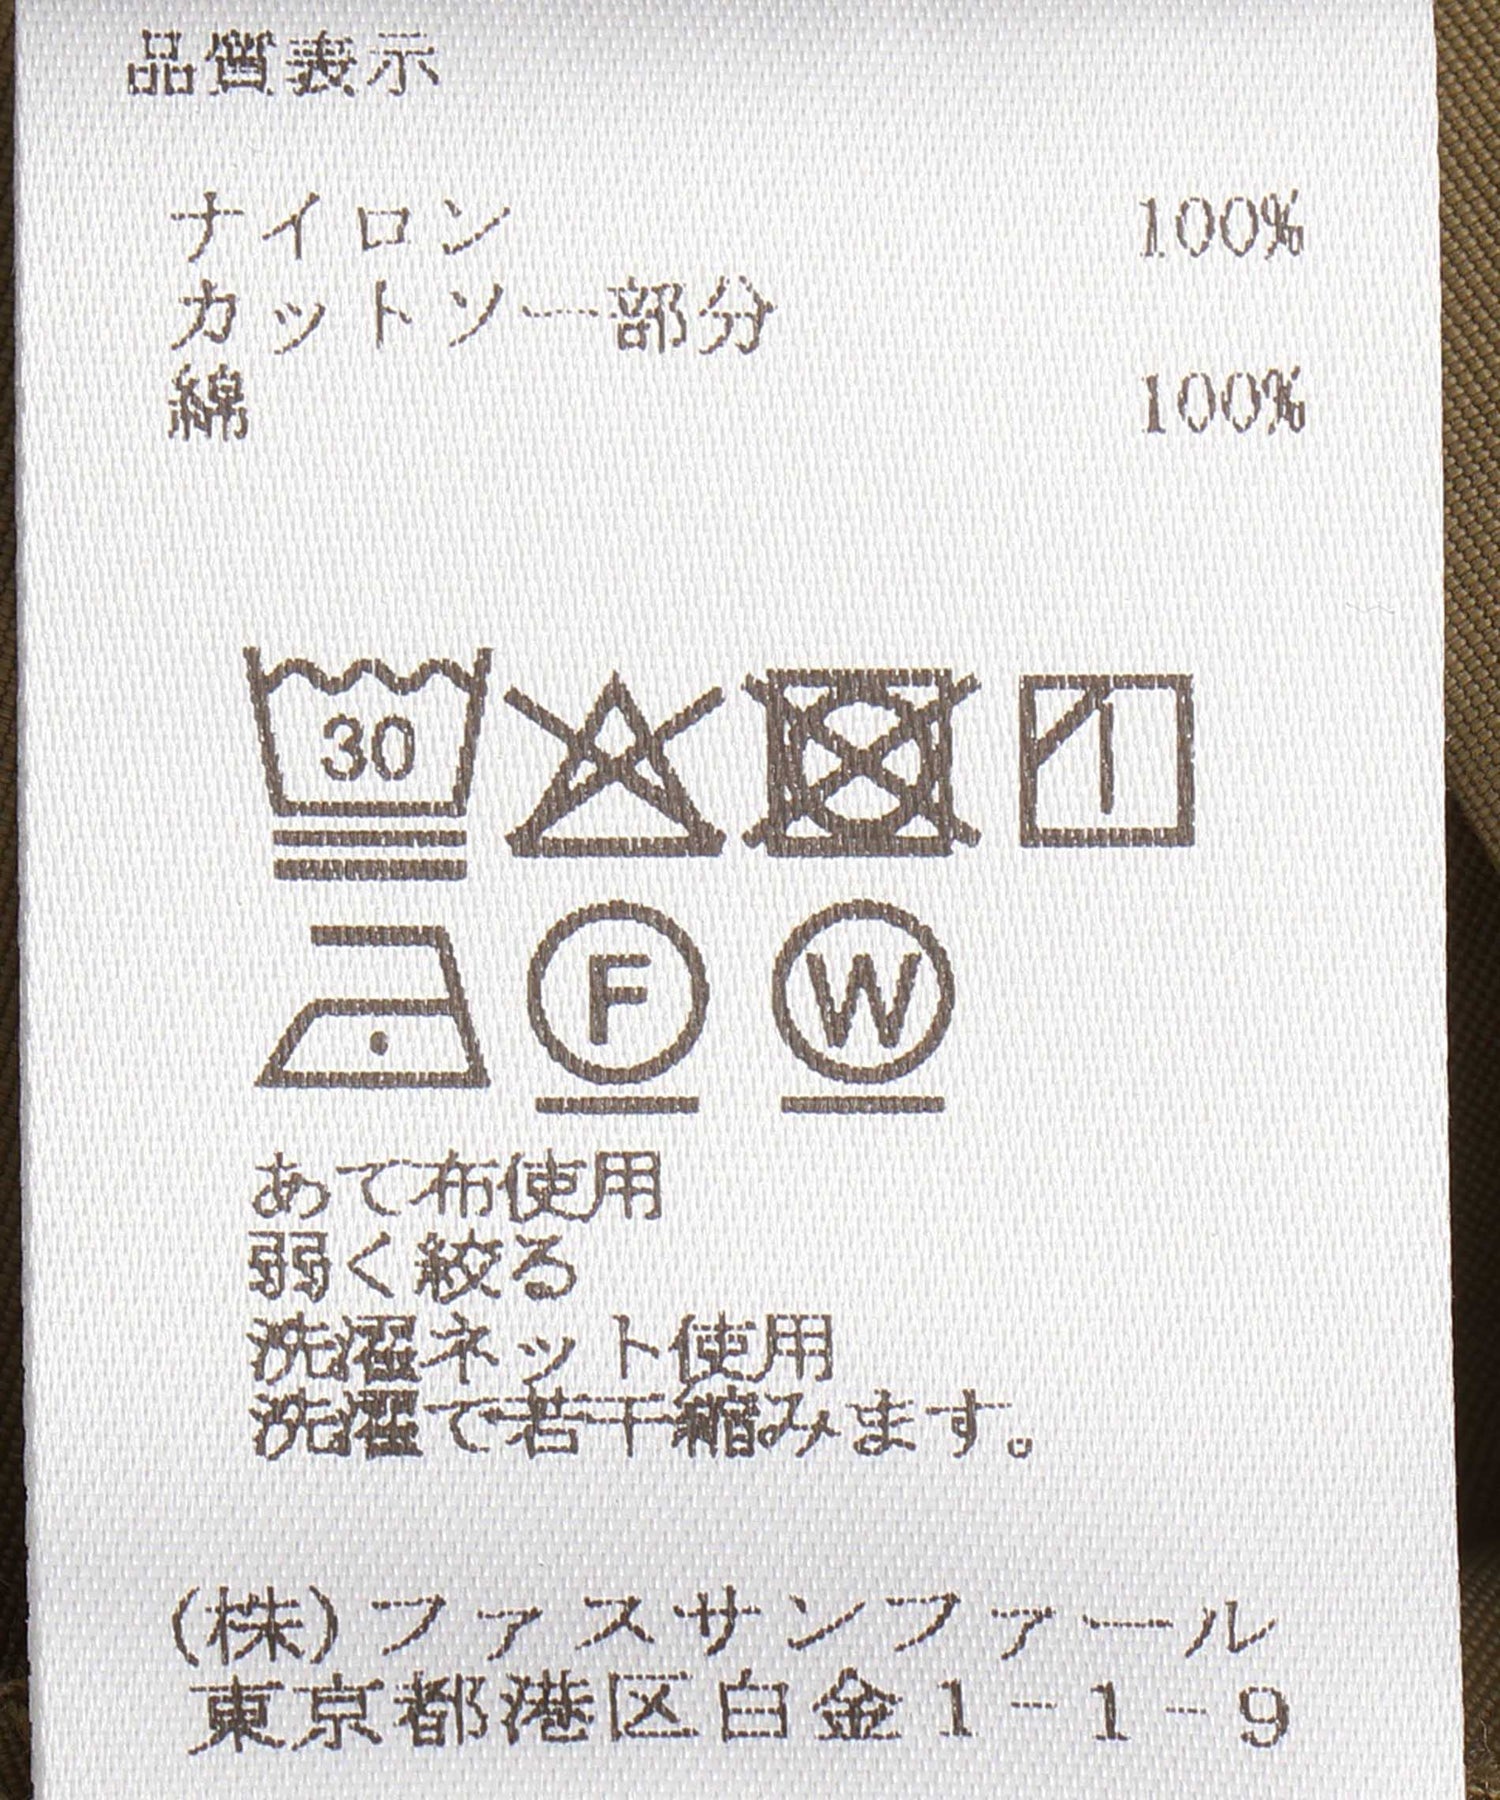 品質表示
ナイロン 100%
カットソー部分
綿 100%
30
F W
あて布使用
弱く絞る
洗濯ネット使用
洗濯で若干縮みます。
(株)ファスサンファール
東京都港区白金1-1-9